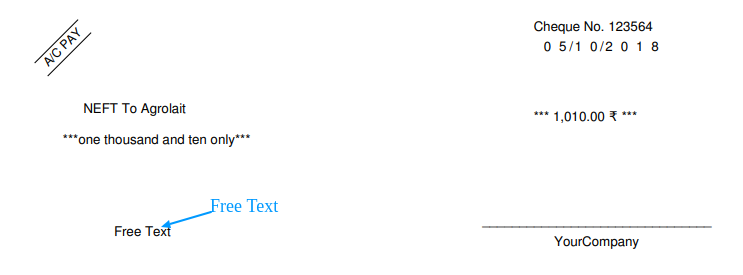 A/C PAY
Cheque No. 123564
0 5/1 0/2 0 1 8
NEFT To Agrolait
*** 1,010.00 ₹ ***
***one thousand and ten only***
Free Text
Free Text
YourCompany